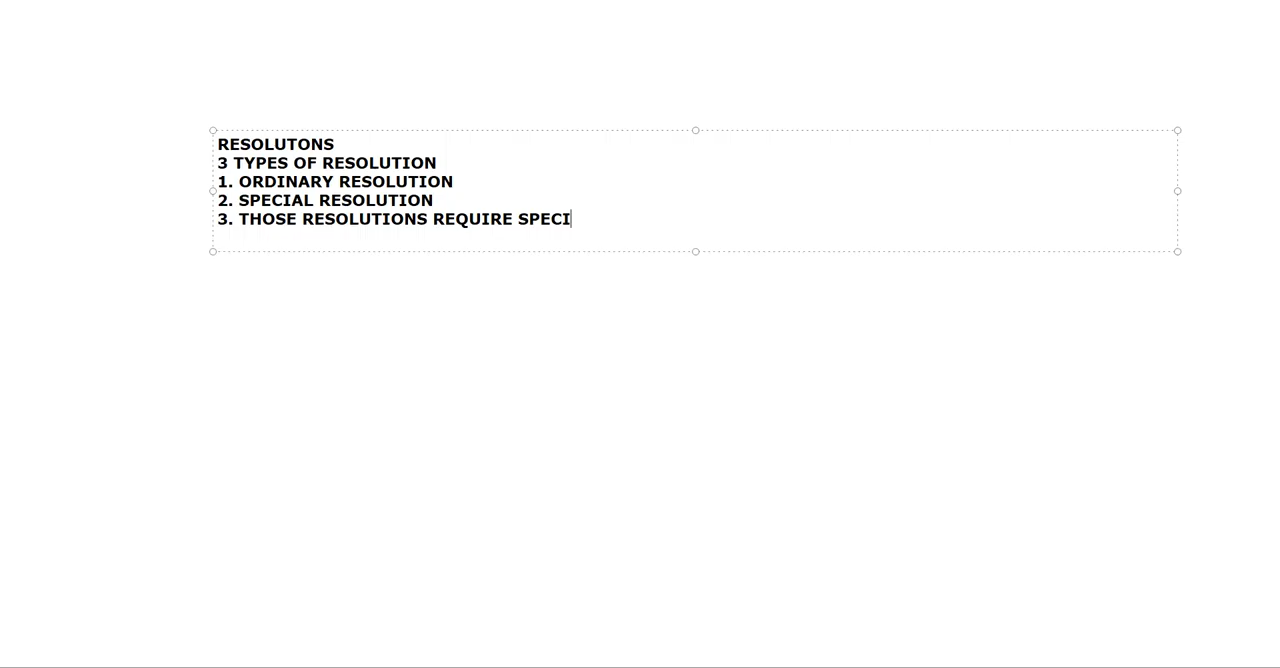 RESOLUTONS
3 TYPES OF RESOLUTION
1. ORDINARY RESOLUTION
2. SPECIAL RESOLUTION
3. THOSE RESOLUTIONS REQUIRE SPECI